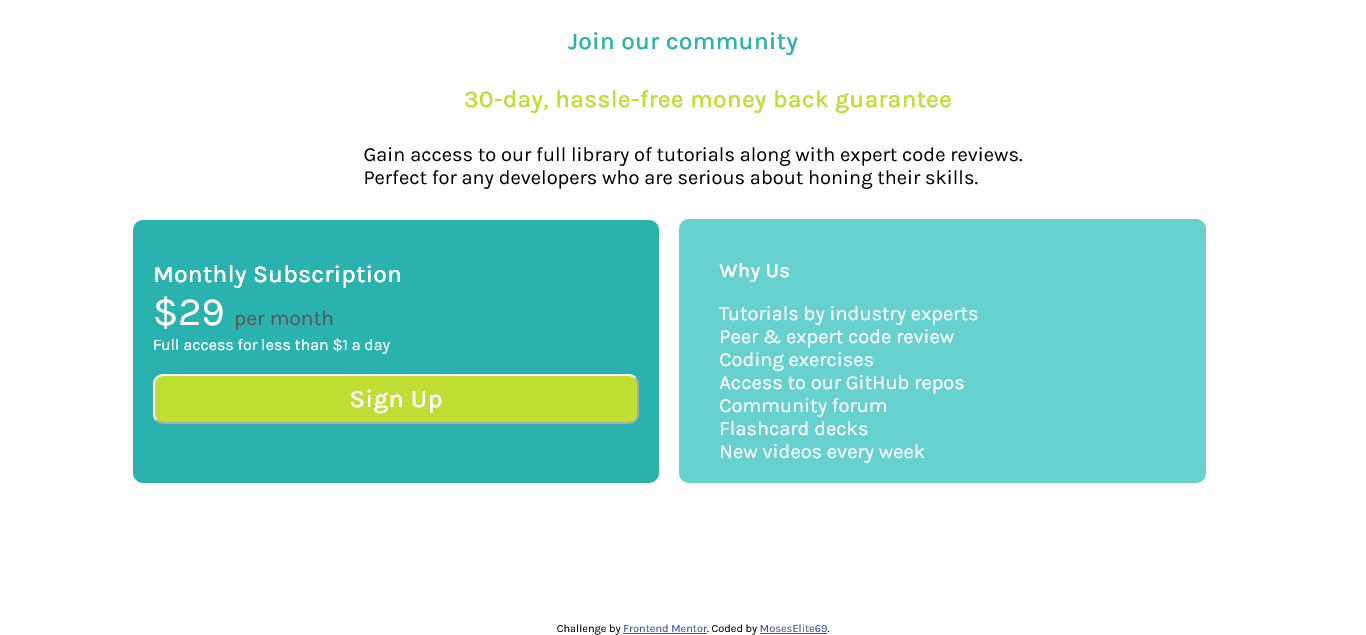 Join our community
30-day, hassle-free money back guarantee
Gain access to our full library of tutorials along with expert code reviews.
Perfect for any developers who are serious about honing their skills.
Monthly Subscription
$29 per month
Full access for less than $1 a day
Sign Up
Why Us
Tutorials by industry experts
Peer & expert code review
Coding exercises
Access to our GitHub repos
Community forum
Flashcard decks
New videos every week
Challenge by Frontend Mentor. Coded by MosesElite69.